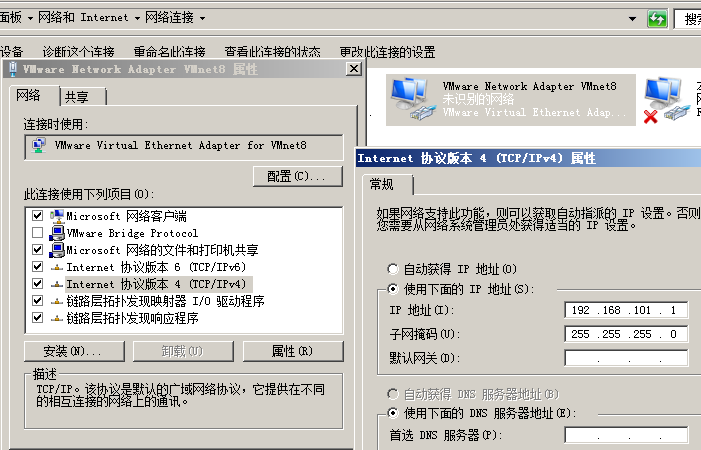 面板 ▾ 网络和 Internet ▾ 网络连接 ▾
设备 诊断这个连接 重命名此连接 查看此连接的状态 更改此连接的设置
VMware Network Adapter VMnet8 属性
网络 共享
连接时使用:
VMware Virtual Ethernet Adapter for VMnet8
配置(C)...
此连接使用下列项目(O):
Microsoft 网络客户端
VMware Bridge Protocol
Microsoft 网络的文件和打印机共享
Internet 协议版本 6 (TCP/IPv6)
Internet 协议版本 4 (TCP/IPv4)
链路层拓扑发现映射器 I/O 驱动程序
链路层拓扑发现响应程序
安装(N)... 卸载(U) 属性(R)
描述
TCP/IP。该协议是默认的广域网络协议，它提供在不同
的相互连接的网络上的通讯。
VMware Network Adapter VMnet8
未识别的网络
VMware Virtual Ethernet Adap...
Internet 协议版本 4 (TCP/IPv4) 属性
常规
如果网络支持此功能，则可以获取自动指派的 IP 设置。否则
您需要从网络系统管理员处获得适当的 IP 设置。
自动获得 IP 地址(O)
使用下面的 IP 地址(S):
IP 地址(I): 192 .168 .101 . 1
子网掩码(U): 255 .255 .255 . 0
默认网关(D): . . .
自动获得 DNS 服务器地址(B)
使用下面的 DNS 服务器地址(E):
首选 DNS 服务器(P): . . .